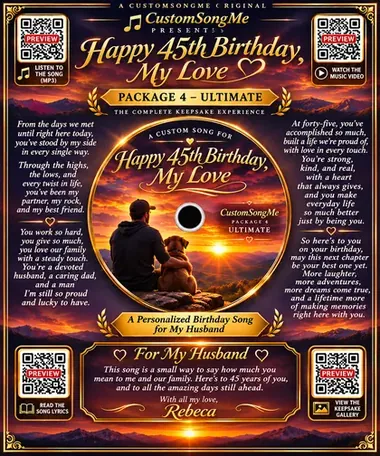 A CUSTOMSONGME ORIGINAL
CustomSongMe
PRESENTS
Happy 45th Birthday,
My Love
PACKAGE 4 – ULTIMATE
THE COMPLETE KEEPSAKE EXPERIENCE
PREVIEW
LISTEN TO
THE SONG
(MP3)
PREVIEW
WATCH THE
MUSIC VIDEO
From the days we met
until right here today,
you've stood by my side
in every single way.
Through the highs,
the lows, and
every twist in life,
you've been my
partner, my rock,
and my best friend.
You work so hard,
you give so much,
you love our family
with a steady touch.
You're a devoted
husband, a caring dad,
and a man
I'm still so proud
and lucky to have.
A CUSTOM SONG FOR
Happy 45th Birthday,
My Love
CustomSongMe
PACKAGE 4
ULTIMATE
At forty-five, you've
accomplished so much,
built a life we're proud of,
with love in every touch.
You're strong,
kind, and real,
with a heart
that always gives,
and you make
everyday life
so much better
just by being you.
So here's to you
on your birthday,
may this next chapter
be your best one yet.
More laughter,
more adventures,
more dreams come true,
and a lifetime more
of making memories
right here with you.
A Personalized Birthday Song
for My Husband
PREVIEW
READ THE
SONG LYRICS
For My Husband
This song is a small way to say how much you
mean to me and our family. Here's to 45 years of you,
and to all the amazing days still ahead.
With all my love,
Rebeca
PREVIEW
VIEW THE
KEEPSAKE
GALLERY